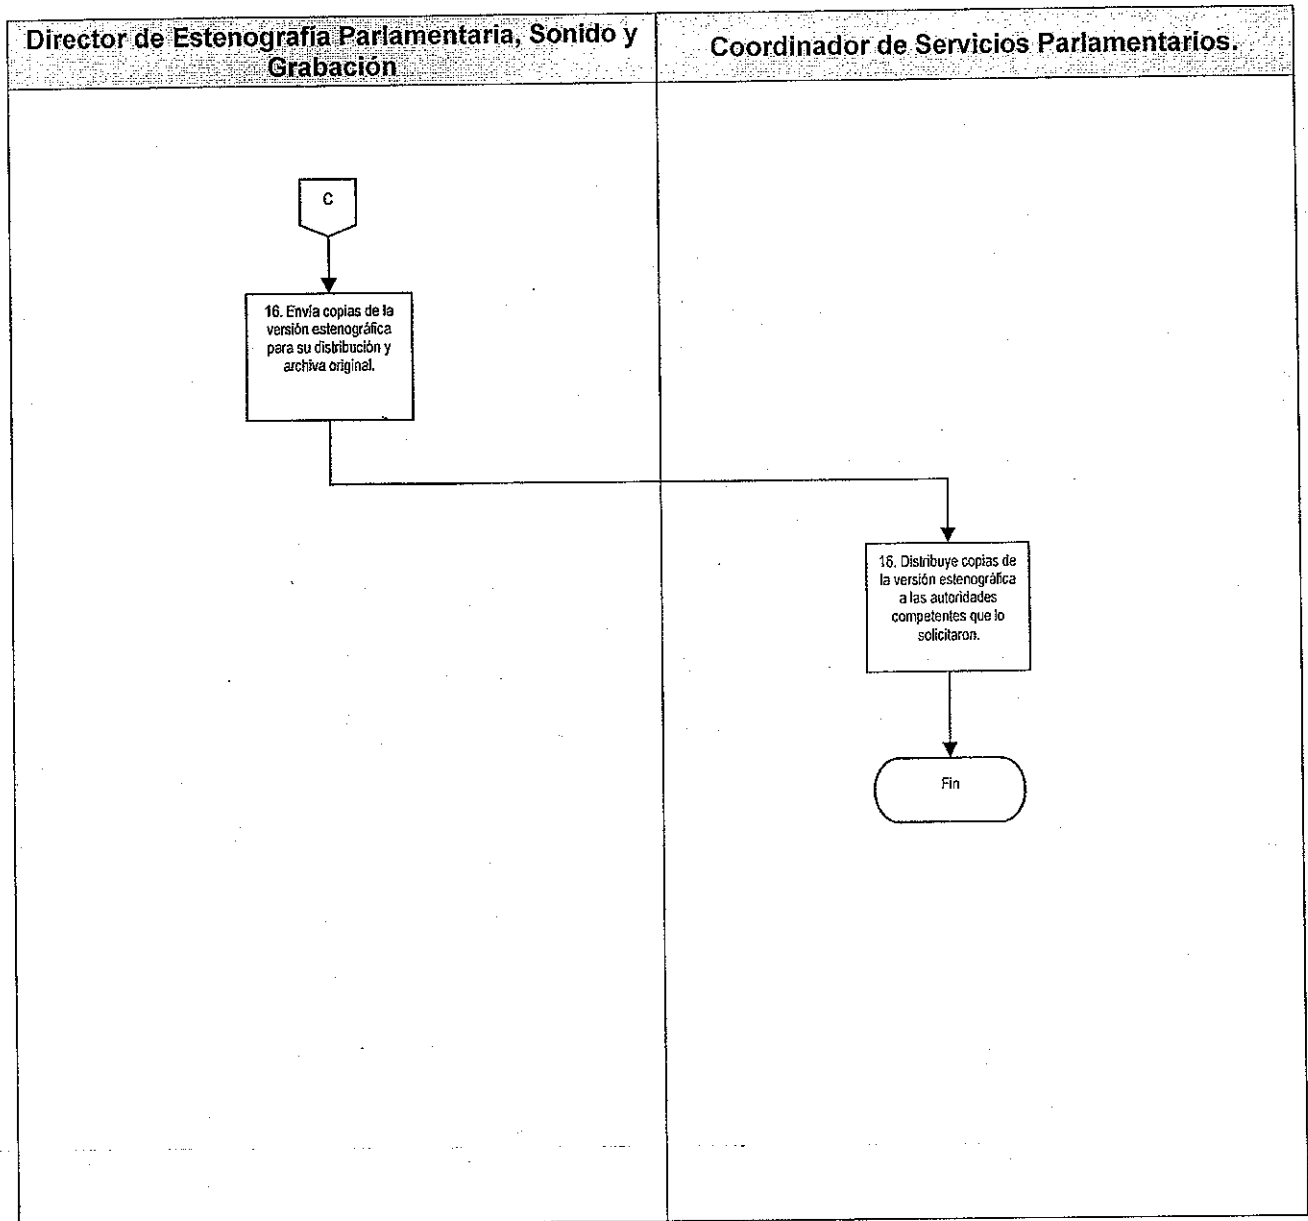 Director de Estenografía Parlamentaria, Sonido y
Grabación
Coordinador de Servicios Parlamentarios.
C
16. Envía copias de la
versión estenográfica
para su distribución y
archiva original.
16. Distribuye copias de
la versión estenográfica
a las autoridades
competentes que lo
solicitaron.
Fin